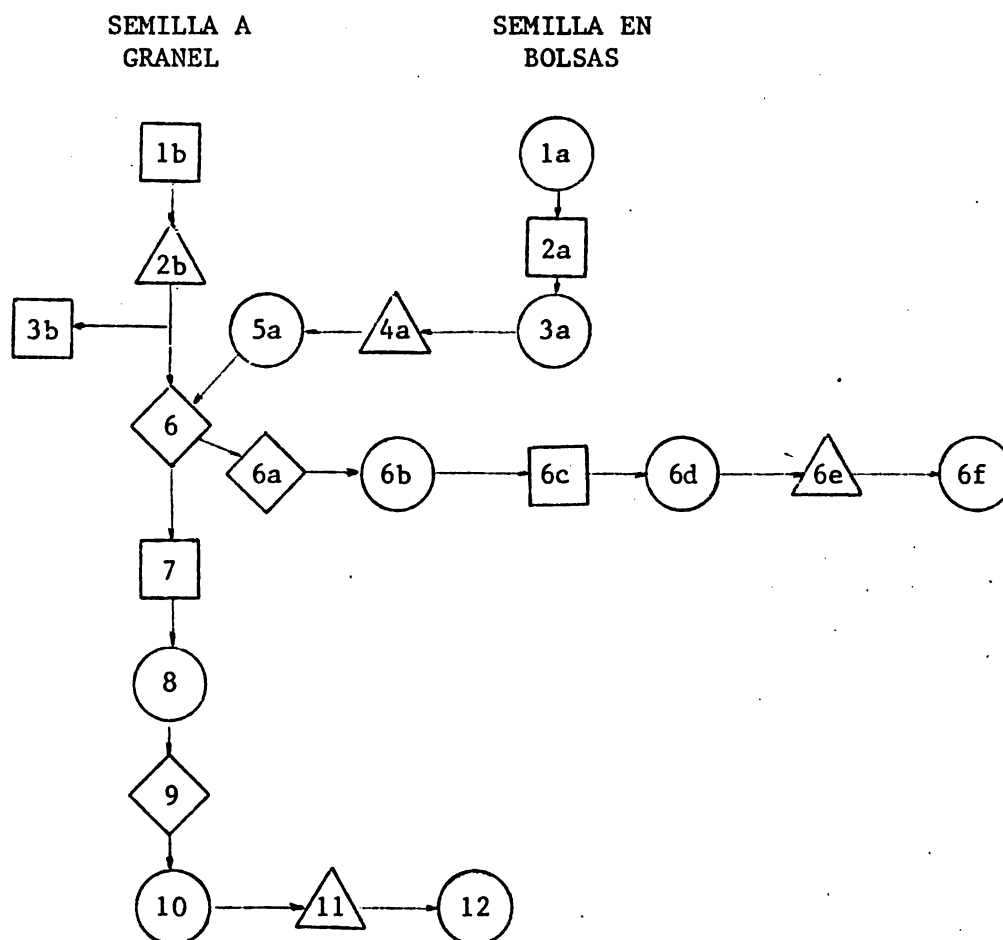 SEMILLA A
GRANEL
SEMILLA EN
BOLSAS
1b
1a
2b
2a
3b
5a
4a
3a
6
6a
6b
6c
6d
6e
6f
7
8
9
10
11
12